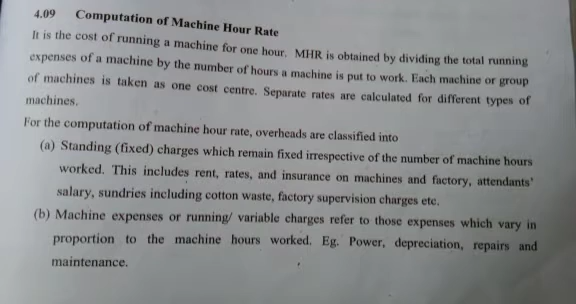 4.09 Computation of Machine Hour Rate
It is the cost of running a machine for one hour. MHR is obtained by dividing the total running
expenses of a machine by the number of hours a machine is put to work. Each machine or group
of machines is taken as one cost centre. Separate rates are calculated for different types of
machines.
For the computation of machine hour rate, overheads are classified into
(a) Standing (fixed) charges which remain fixed irrespective of the number of machine hours
worked. This includes rent, rates, and insurance on machines and factory, attendants'
salary, sundries including cotton waste, factory supervision charges etc.
(b) Machine expenses or running/ variable charges refer to those expenses which vary in
proportion to the machine hours worked. Eg. Power, depreciation, repairs and
maintenance.